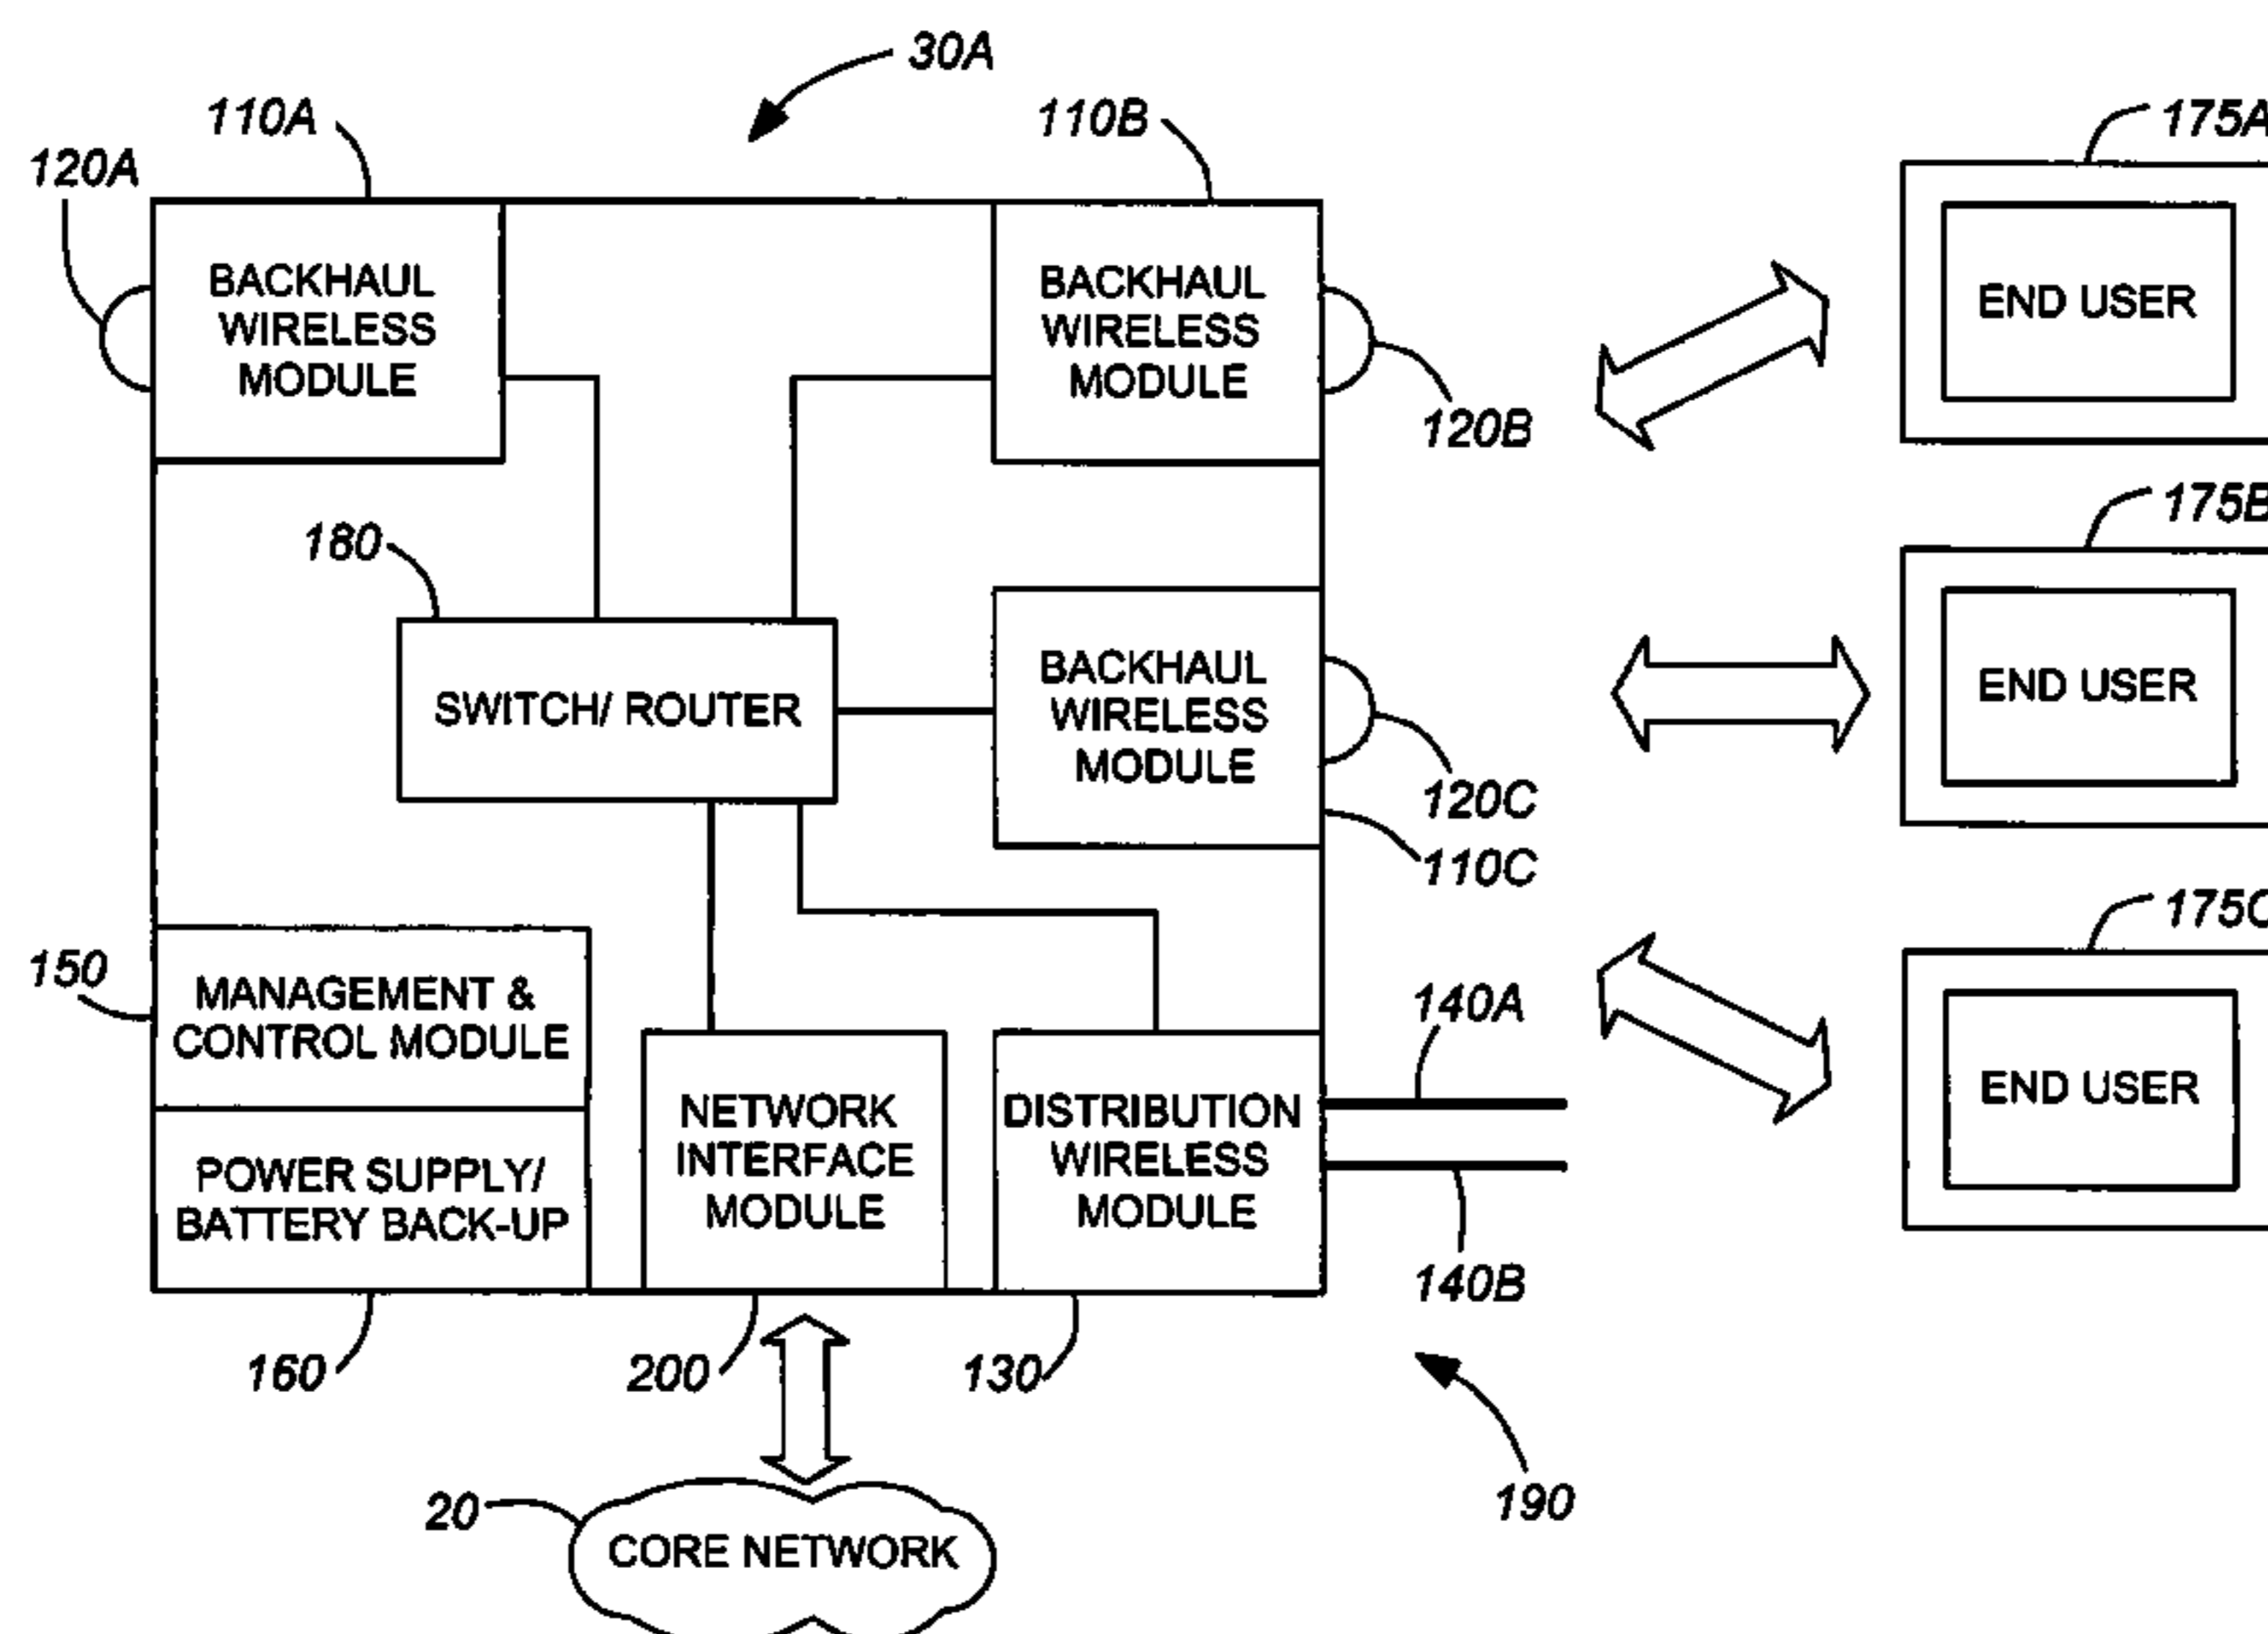 30A
110A
110B
175A
120A
BACKHAUL
WIRELESS
MODULE
BACKHAUL
WIRELESS
MODULE
END USER
120B
175B
180
SWITCH/ ROUTER
BACKHAUL
WIRELESS
MODULE
END USER
120C
110C
175C
150
MANAGEMENT &
CONTROL MODULE
140A
END USER
POWER SUPPLY/
BATTERY BACK-UP
NETWORK
INTERFACE
MODULE
DISTRIBUTION
WIRELESS
MODULE
140B
160
200
130
190
20
CORE NETWORK